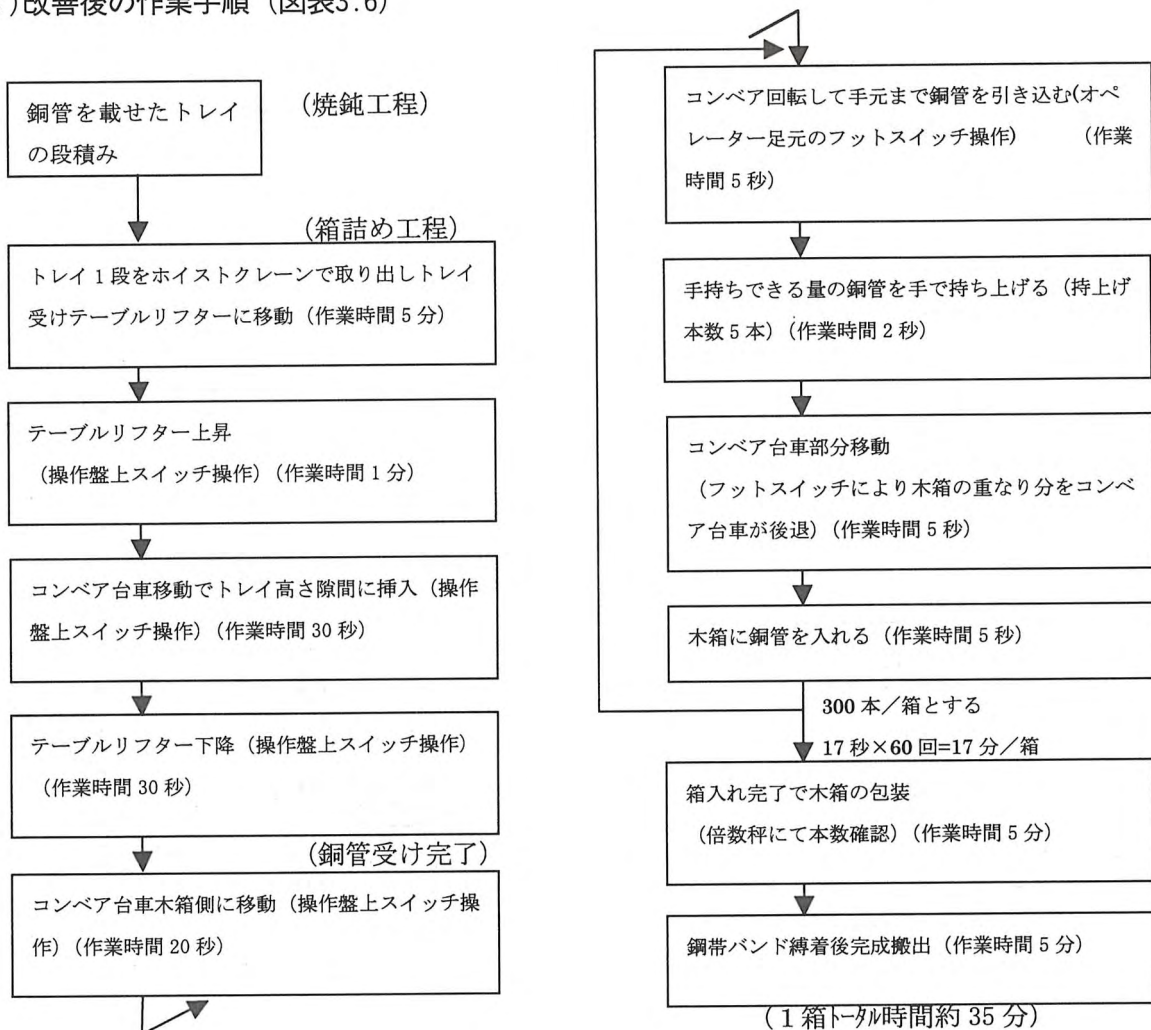 )改善後の作業手順（図表3.6）
銅管を載せたトレイ
の段積み
(焼鈍工程)
(箱詰め工程)
トレイ1段をホイストクレーンで取り出しトレイ
受けテーブルリフターに移動（作業時間5分）
テーブルリフター上昇
（操作盤上スイッチ操作）（作業時間1分）
コンベア台車移動でトレイ高さ隙間に挿入（操作
盤上スイッチ操作）（作業時間30秒）
テーブルリフター下降（操作盤上スイッチ操作）
（作業時間30秒）
(銅管受け完了)
コンベア台車木箱側に移動（操作盤上スイッチ操
作）（作業時間20秒）
コンベア回転して手元まで銅管を引き込む(オペ
レーター足元のフットスイッチ操作) （作業
時間5秒）
手持ちできる量の銅管を手で持ち上げる（持上げ
本数5本）（作業時間2秒）
コンベア台車部分移動
（フットスイッチにより木箱の重なり分をコンベ
ア台車が後退）（作業時間5秒）
木箱に銅管を入れる（作業時間5秒）
300本／箱とする
17秒×60回=17分／箱
箱入れ完了で木箱の包装
（倍数秤にて本数確認）（作業時間5分）
鋼帯バンド縛着後完成搬出（作業時間5分）
(1箱ﾄｰﾀﾙ時間約35分)